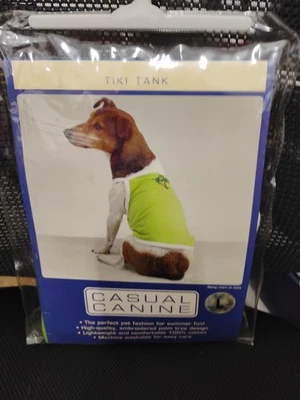 TIKI TANK
CASUAL
CANINE
L
• The perfect pet fashion for summer fun!
• High-quality, embroidered palm tree design
• Lightweight and comfortable 100% cotton
• Machine washable for easy care